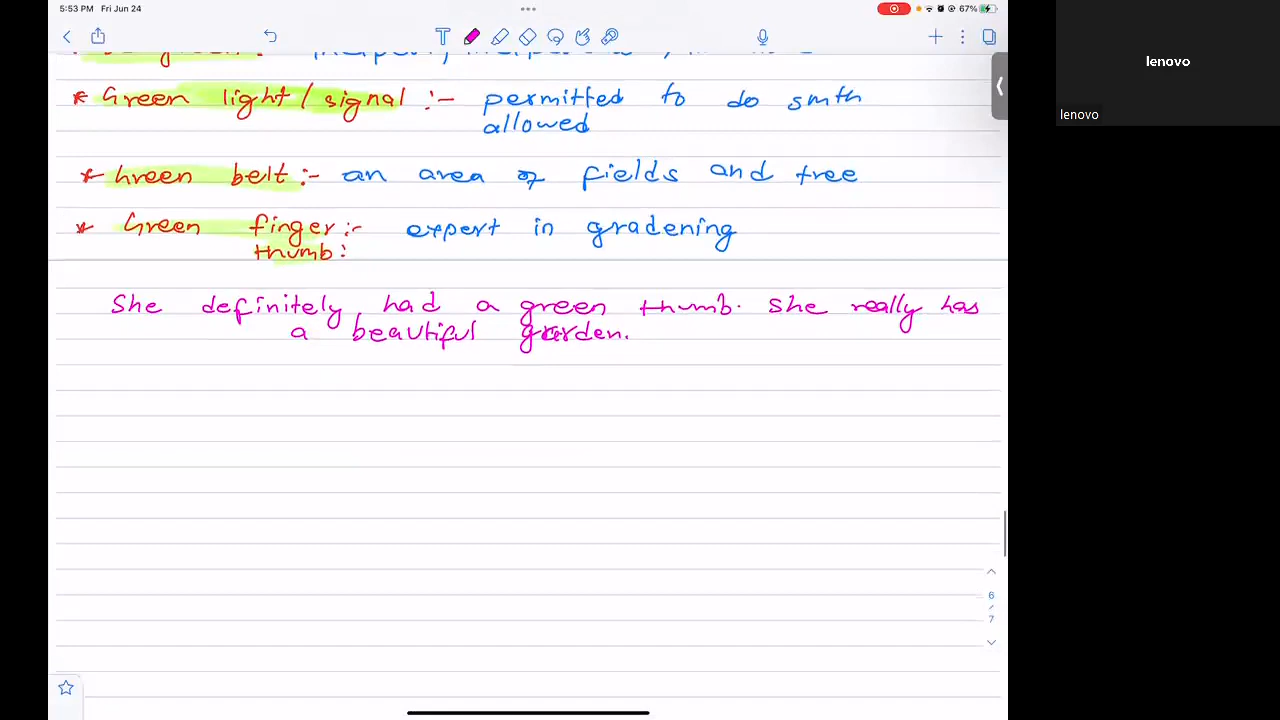 5:53 PM Fri Jun 24
67%
* Green light / signal :- permitted to do smth
allowed
* Green belt :- an area of fields and tree
* Green finger :- expert in gradening
thumb :
She definitely had a green thumb. She really has
a beautiful garden.
6
7
lenovo
lenovo